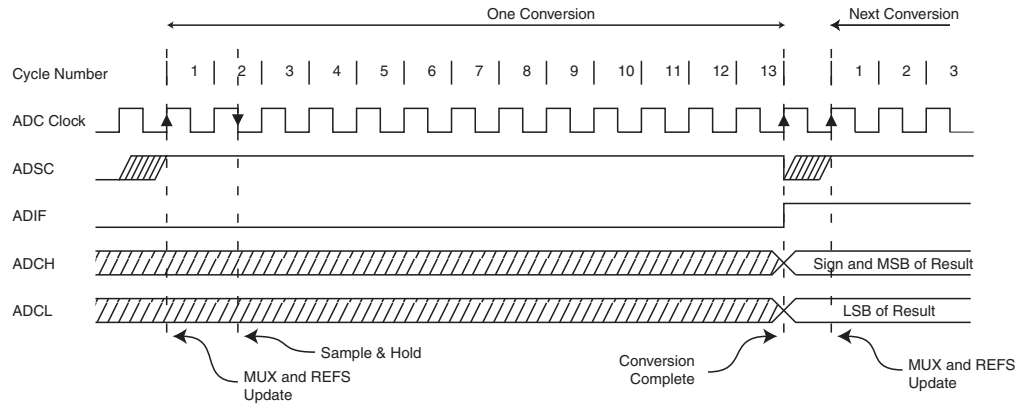 One Conversion
Next Conversion
Cycle Number 1 2 3 4 5 6 7 8 9 10 11 12 13 1 2 3
ADC Clock
ADSC
ADIF
ADCH Sign and MSB of Result
ADCL LSB of Result
MUX and REFS
Update
Sample & Hold
Conversion
Complete
MUX and REFS
Update